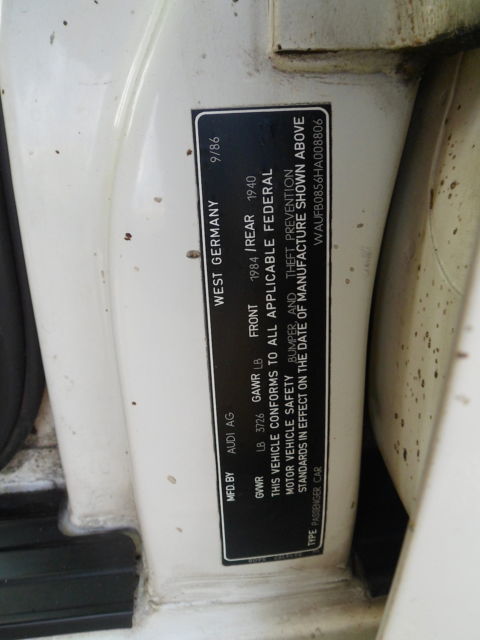 MFD.BY AUDI AG WEST GERMANY 9/86
GVWR LB 3726 GAWR LB FRONT 1984 /REAR 1940
THIS VEHICLE CONFORMS TO ALL APPLICABLE FEDERAL
MOTOR VEHICLE SAFETY BUMPER AND THEFT PREVENTION
STANDARDS IN EFFECT ON THE DATE OF MANUFACTURE SHOWN ABOVE
TYPE PASSENGER CAR WAUFB0856HA008806